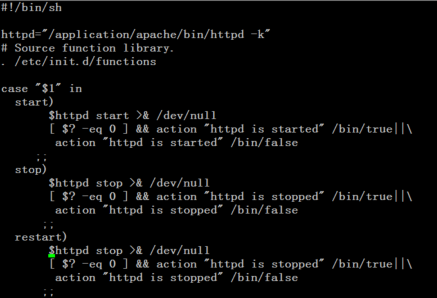 #!/bin/sh
httpd="/application/apache/bin/httpd -k"
# Source function library.
. /etc/init.d/functions
case "$1" in
  start)
       $httpd start >& /dev/null
       [ $? -eq 0 ] && action "httpd is started" /bin/true||\
        action "httpd is started" /bin/false
     ;;
  stop)
       $httpd stop >& /dev/null
       [ $? -eq 0 ] && action "httpd is stopped" /bin/true||\
        action "httpd is stopped" /bin/false
      ;;
  restart)
       $httpd stop >& /dev/null
       [ $? -eq 0 ] && action "httpd is stopped" /bin/true||\
        action "httpd is stopped" /bin/false
      ;;